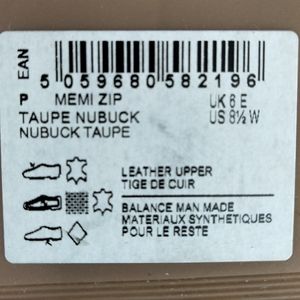 EAN
5 059680 582196
P MEMI ZIP UK 6 E
TAUPE NUBUCK US 8½ W
NUBUCK TAUPE
LEATHER UPPER
TIGE DE CUIR
BALANCE MAN MADE
MATERIAUX SYNTHETIQUES
POUR LE RESTE